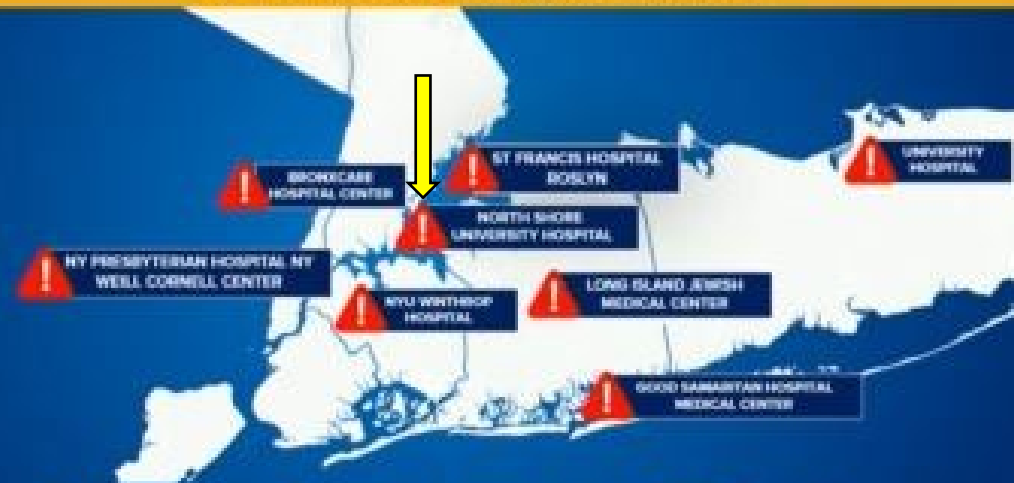 BRONXCARE
HOSPITAL CENTER
ST FRANCIS HOSPITAL
ROSLYN
UNIVERSITY
HOSPITAL
NORTH SHORE
UNIVERSITY HOSPITAL
NY PRESBYTERIAN HOSPITAL NY
WEILL CORNELL CENTER
NYU WINTHROP
HOSPITAL
LONG ISLAND JEWISH
MEDICAL CENTER
GOOD SAMARITAN HOSPITAL
MEDICAL CENTER